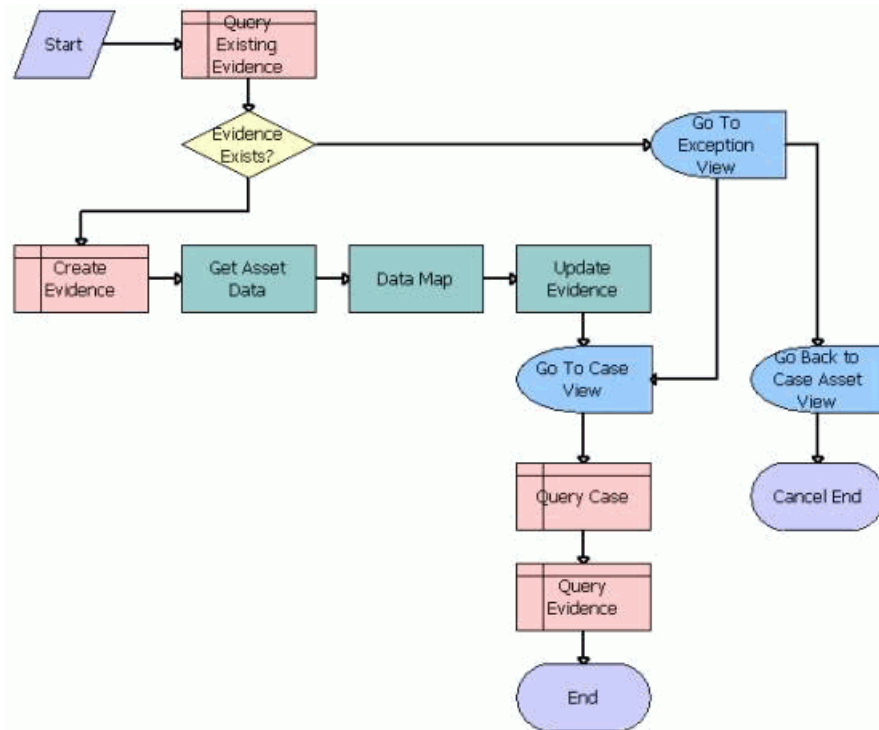 Start
Query
Existing
Evidence
Evidence
Exists?
Go To
Exception
View
Create
Evidence
Get Asset
Data
Data Map
Update
Evidence
Go To Case
View
Go Back to
Case Asset
View
Query Case
Cancel End
Query
Evidence
End